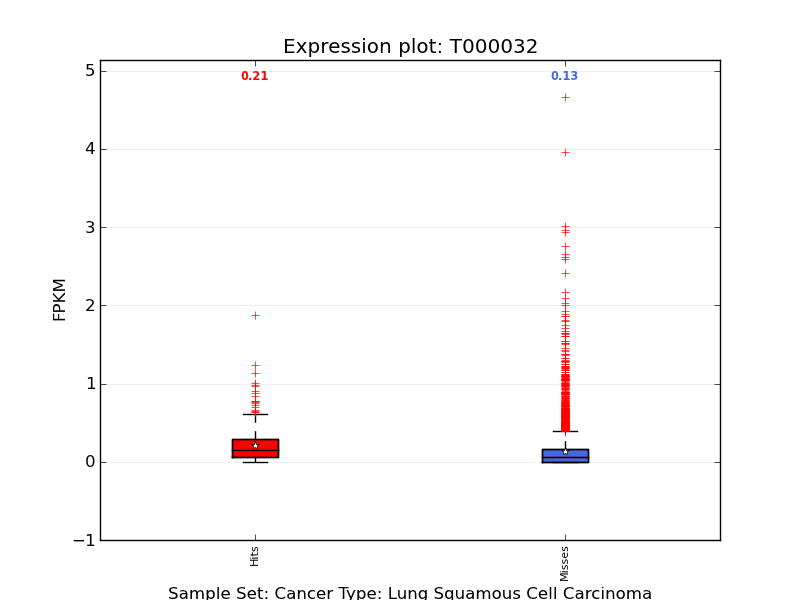 Expression plot: T000032
0.21
0.13
5
4
3
2
1
0
−1
FPKM
Hits
Misses
Sample Set: Cancer Type: Lung Squamous Cell Carcinoma